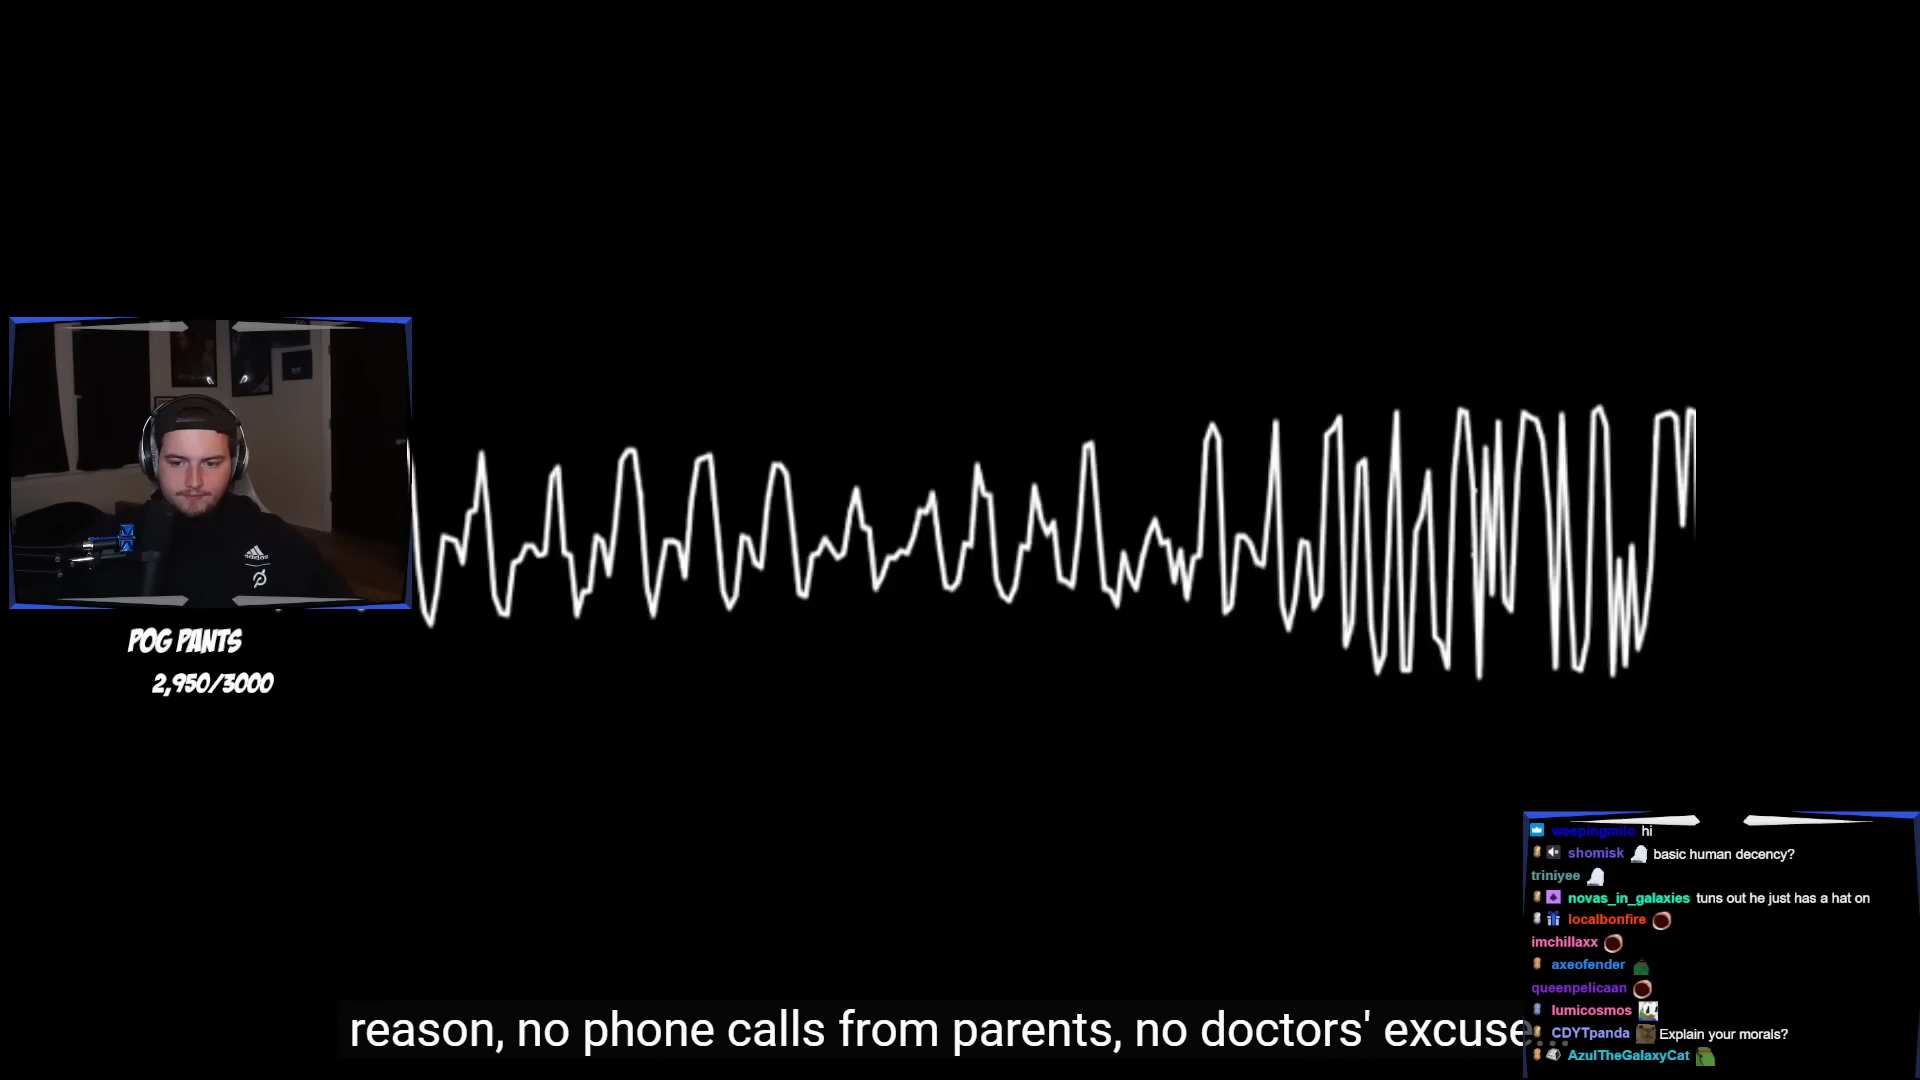 adidas
POG PANTS
2,950/3000
weepingmilo hi
shomisk basic human decency?
triniyee
novas_in_galaxies tuns out he just has a hat on
localbonfire
imchillaxx
axeofender
queenpelicaan
lumicosmos
CDYTpanda Explain your morals?
AzulTheGalaxyCat
reason, no phone calls from parents, no doctors' excuse